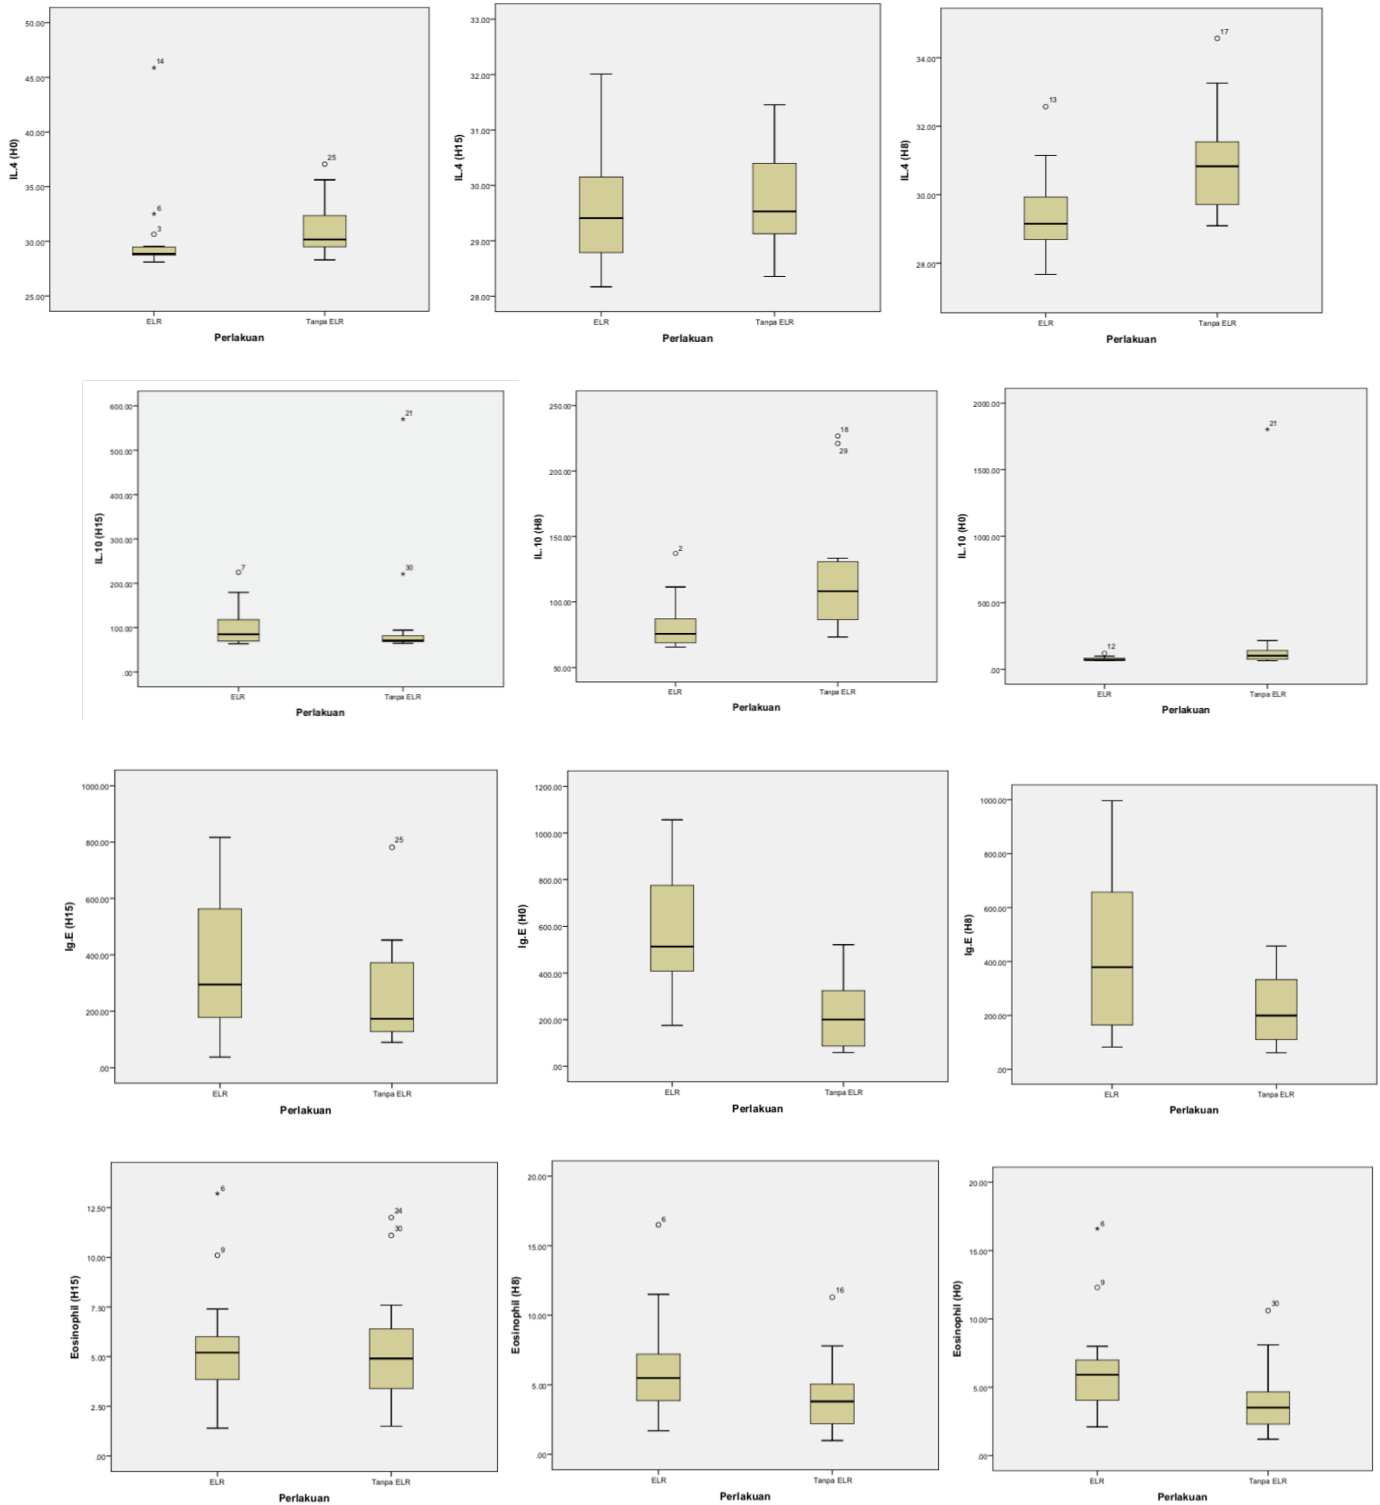 IL.4 (H0)
50.00
45.00
40.00
35.00
30.00
25.00
14
6
3
25
ELR
Tanpa ELR
Perlakuan
IL.4 (H15)
33.00
32.00
31.00
30.00
29.00
28.00
ELR
Tanpa ELR
Perlakuan
IL.4 (H8)
34.00
32.00
30.00
28.00
13
17
ELR
Tanpa ELR
Perlakuan
IL.10 (H15)
600.00
500.00
400.00
300.00
200.00
100.00
.00
7
21
30
ELR
Tanpa ELR
Perlakuan
IL.10 (H8)
250.00
200.00
150.00
100.00
50.00
2
18
29
ELR
Tanpa ELR
Perlakuan
IL.10 (H0)
2000.00
1500.00
1000.00
500.00
.00
12
21
ELR
Tanpa ELR
Perlakuan
Ig.E (H15)
1000.00
800.00
600.00
400.00
200.00
.00
25
ELR
Tanpa ELR
Perlakuan
Ig.E (H0)
1200.00
1000.00
800.00
600.00
400.00
200.00
.00
ELR
Tanpa ELR
Perlakuan
Ig.E (H8)
1000.00
800.00
600.00
400.00
200.00
.00
ELR
Tanpa ELR
Perlakuan
Eosinophil (H15)
12.50
10.00
7.50
5.00
2.50
.00
6
9
24
30
ELR
Tanpa ELR
Perlakuan
Eosinophil (H8)
20.00
15.00
10.00
5.00
.00
6
16
ELR
Tanpa ELR
Perlakuan
Eosinophil (H0)
20.00
15.00
10.00
5.00
.00
6
9
30
ELR
Tanpa ELR
Perlakuan